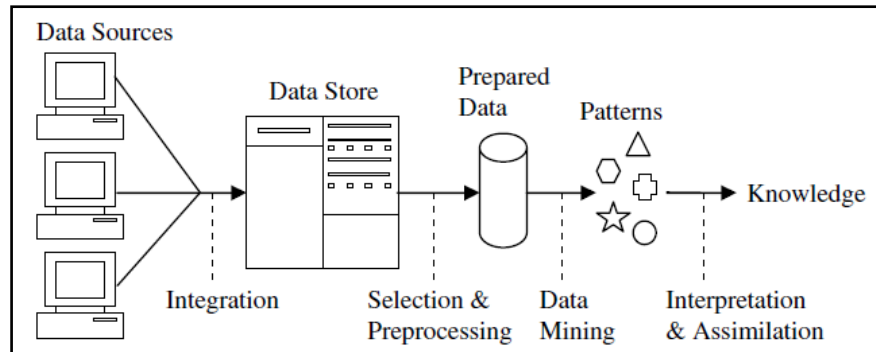 Data Sources
Data Store
Prepared
Data
Patterns
Knowledge
Integration
Selection &
Preprocessing
Data
Mining
Interpretation
& Assimilation